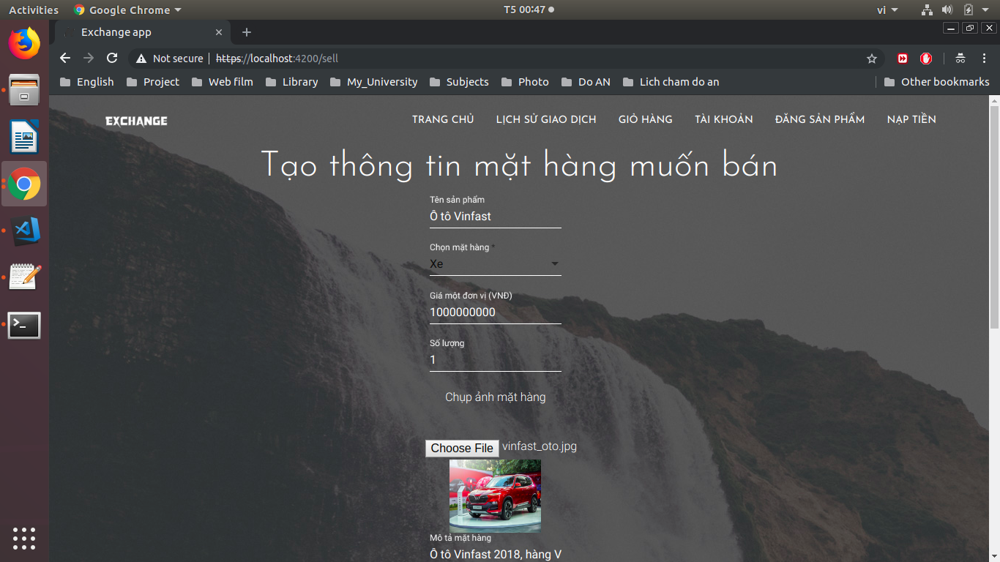 Activities
Google Chrome
T5 00:47
vi
Exchange app
Not secure
https://localhost:4200/sell
English
Project
Web film
Library
My_University
Subjects
Photo
Do AN
Lich cham do an
Other bookmarks
EXCHANGE
TRANG CHỦ
LỊCH SỬ GIAO DỊCH
GIỎ HÀNG
TÀI KHOẢN
ĐĂNG SẢN PHẨM
NẠP TIỀN
Tạo thông tin mặt hàng muốn bán
Tên sản phẩm
Ô tô Vinfast
Chọn mặt hàng *
Xe
Giá một đơn vị (VNĐ)
1000000000
Số lượng
1
Chụp ảnh mặt hàng
Choose File vinfast_oto.jpg
Mô tả mặt hàng
Ô tô Vinfast 2018, hàng V